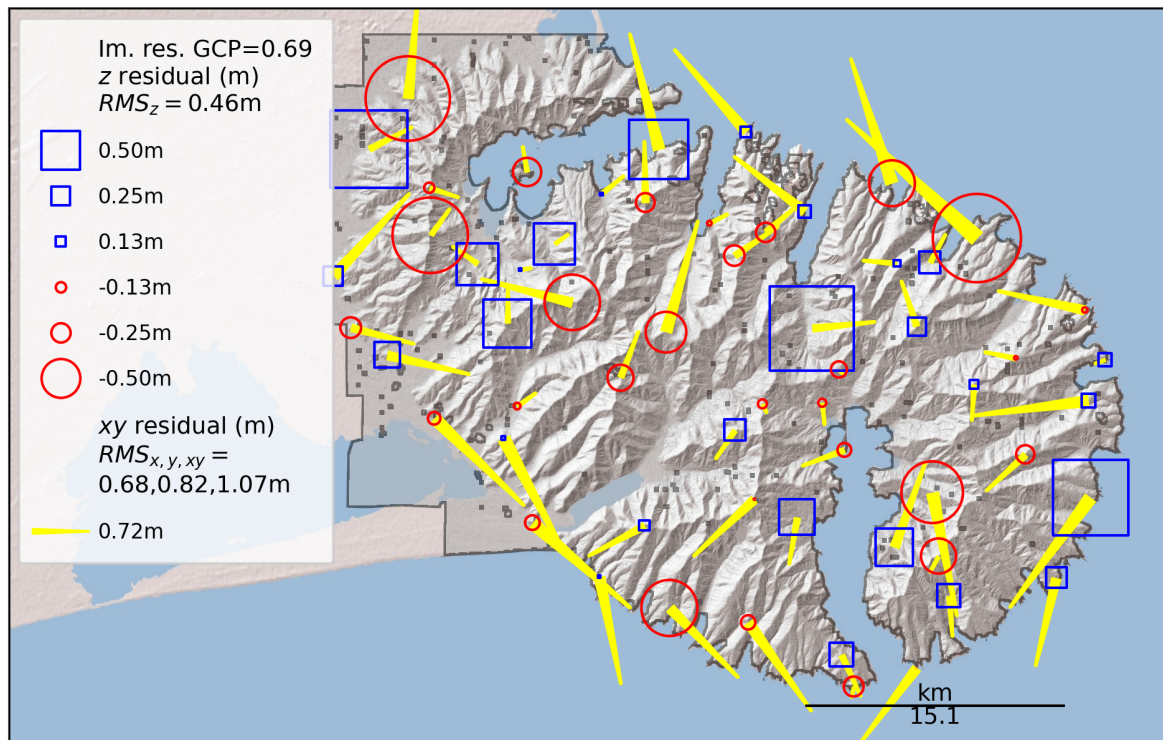 Im. res. GCP=0.69
z residual (m)
RMSz = 0.46m
0.50m
0.25m
0.13m
-0.13m
-0.25m
-0.50m
xy residual (m)
RMSx, y, xy =
0.68,0.82,1.07m
0.72m
km
15.1